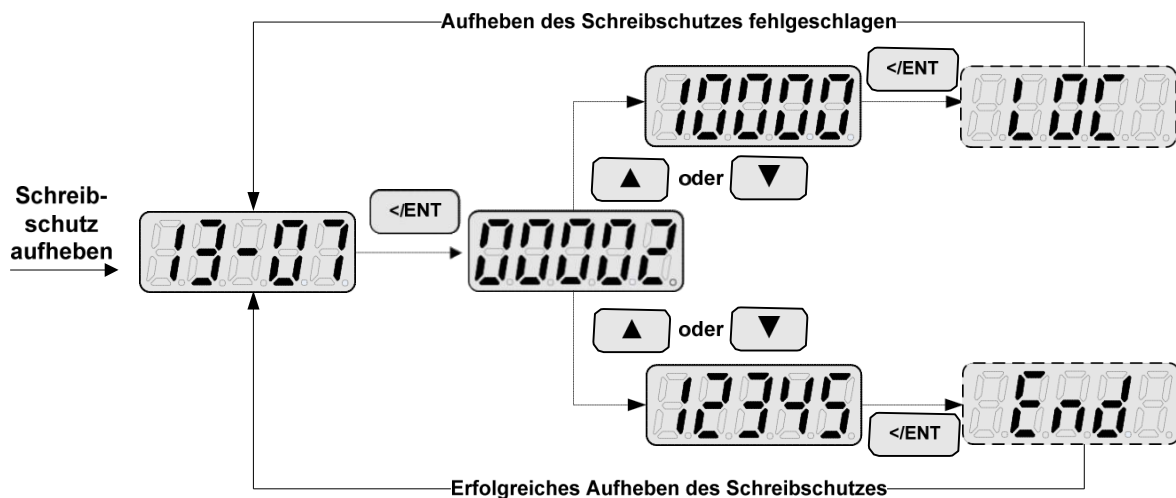 Aufheben des Schreibschutzes fehlgeschlagen
10000
</ENT
LOC
▲ oder ▼
Schreib-
schutz
aufheben
13-07
</ENT
00002
▲ oder ▼
12345
</ENT
End
Erfolgreiches Aufheben des Schreibschutzes